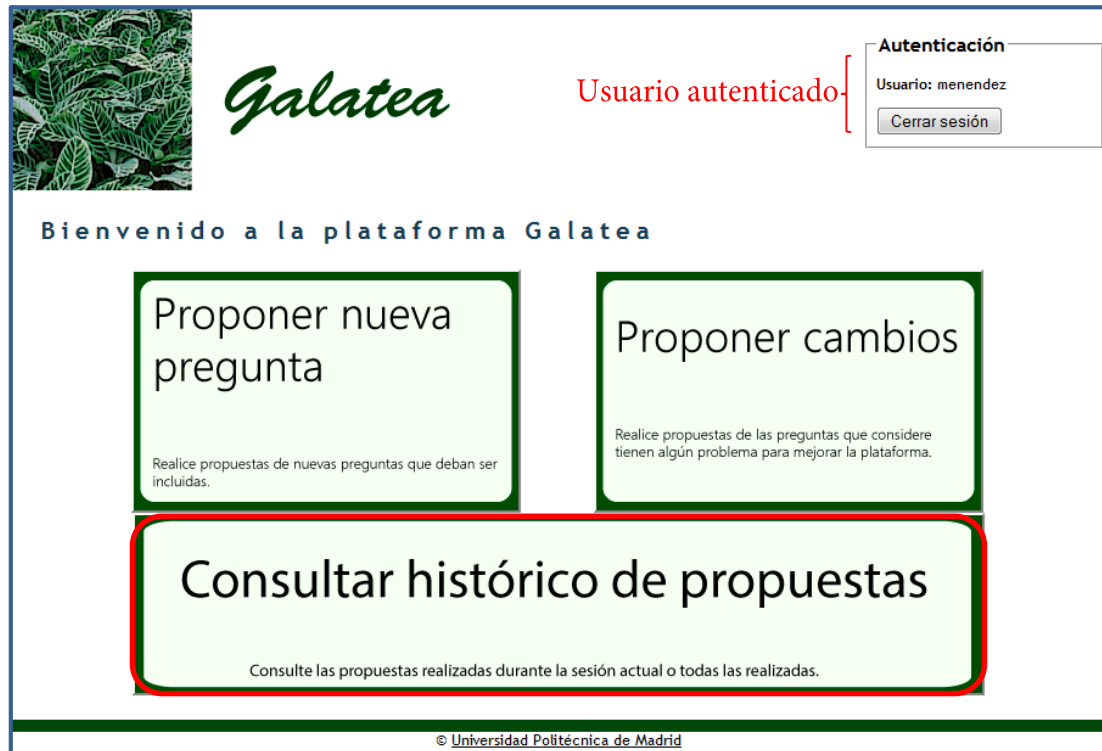 Galatea
Usuario autenticado
Autenticación
Usuario: menendez
Cerrar sesión
Bienvenido a la plataforma Galatea
Proponer nueva
pregunta
Realice propuestas de nuevas preguntas que deban ser
incluidas.
Proponer cambios
Realice propuestas de las preguntas que considere
tienen algún problema para mejorar la plataforma.
Consultar histórico de propuestas
Consulte las propuestas realizadas durante la sesión actual o todas las realizadas.
© Universidad Politécnica de Madrid